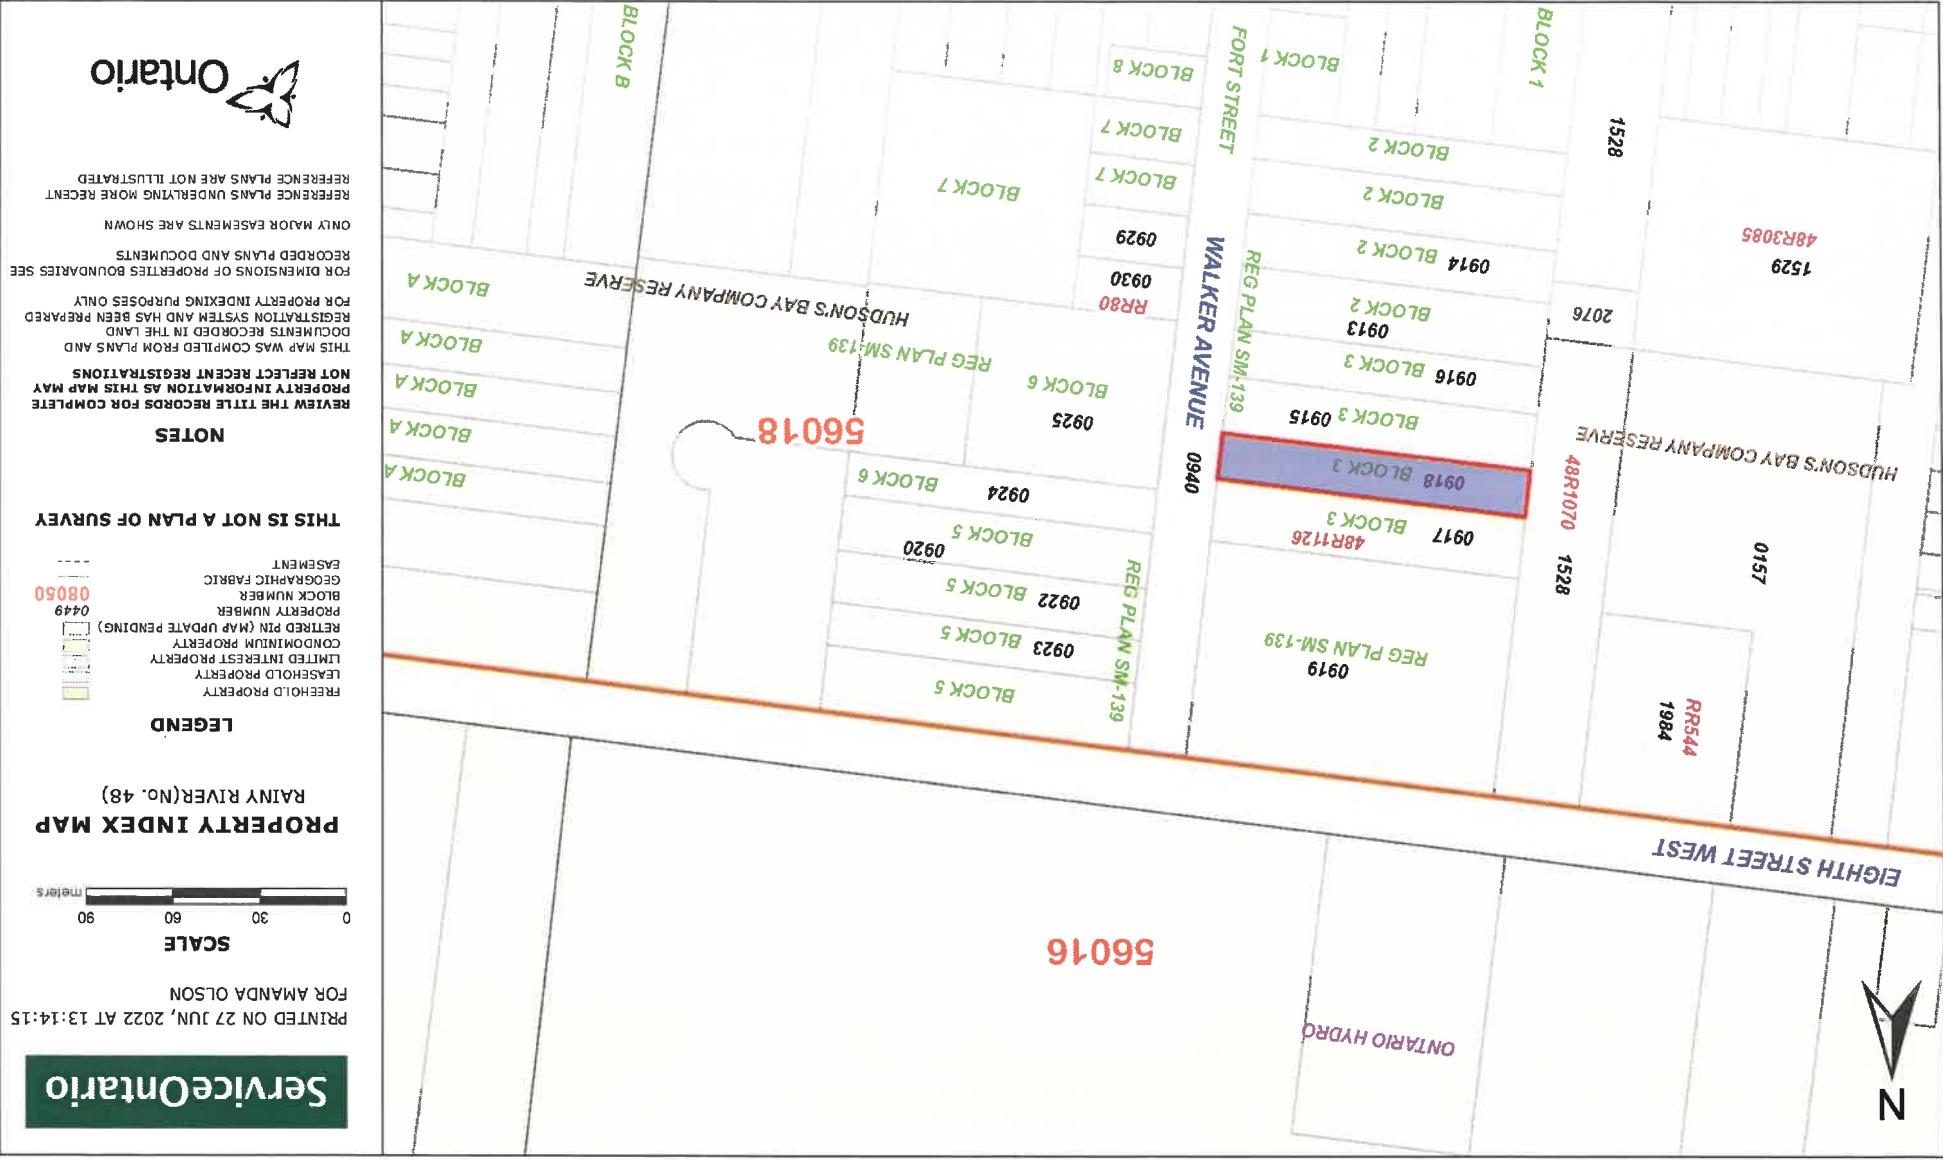 ServiceOntario
PRINTED ON 27 JUN, 2022 AT 13:14:15
FOR AMANDA OLSON
SCALE
0 30 60 90
meters
PROPERTY INDEX MAP
RAINY RIVER(No. 48)
LEGEND
FREEHOLD PROPERTY
LEASEHOLD PROPERTY
LIMITED INTEREST PROPERTY
CONDOMINIUM PROPERTY
RETIRED PIN (MAP UPDATE PENDING)
PROPERTY NUMBER 0449
BLOCK NUMBER 08050
GEOGRAPHIC FABRIC
EASEMENT
THIS IS NOT A PLAN OF SURVEY
NOTES
REVIEW THE TITLE RECORDS FOR COMPLETE
PROPERTY INFORMATION AS THIS MAP MAY
NOT REFLECT RECENT REGISTRATIONS
THIS MAP WAS COMPILED FROM PLANS AND
DOCUMENTS RECORDED IN THE LAND
REGISTRATION SYSTEM AND HAS BEEN PREPARED
FOR PROPERTY INDEXING PURPOSES ONLY
FOR DIMENSIONS OF PROPERTIES BOUNDARIES SEE
RECORDED PLANS AND DOCUMENTS
ONLY MAJOR EASEMENTS ARE SHOWN
REFERENCE PLANS UNDERLYING MORE RECENT
REFERENCE PLANS ARE NOT ILLUSTRATED
Ontario
N
ONTARIO HYDRO
56016
EIGHTH STREET WEST
RR544
1984
0157
HUDSON'S BAY COMPANY RESERVE
1529
48R3085
1528
48R1070
2076
1528
BLOCK 1
0919
REG PLAN SM-139
48R1126
0917 BLOCK 3
0918 BLOCK 3
BLOCK 3 0915
0916 BLOCK 3
0913
BLOCK 2
0914 BLOCK 2
BLOCK 2
BLOCK 2
BLOCK 1
REG PLAN SM-139
FORT STREET
WALKER AVENUE
0940
REG PLAN SM-139
BLOCK 5
0923 BLOCK 5
0922 BLOCK 5
0920
BLOCK 5
0924
BLOCK 6
0925
BLOCK 6
REG PLAN SM-139
56018
HUDSON'S BAY COMPANY RESERVE
RR80
0930
0929
BLOCK 7
BLOCK 7
BLOCK 8
BLOCK 7
BLOCK A
BLOCK A
BLOCK A
BLOCK A
BLOCK A
BLOCK B